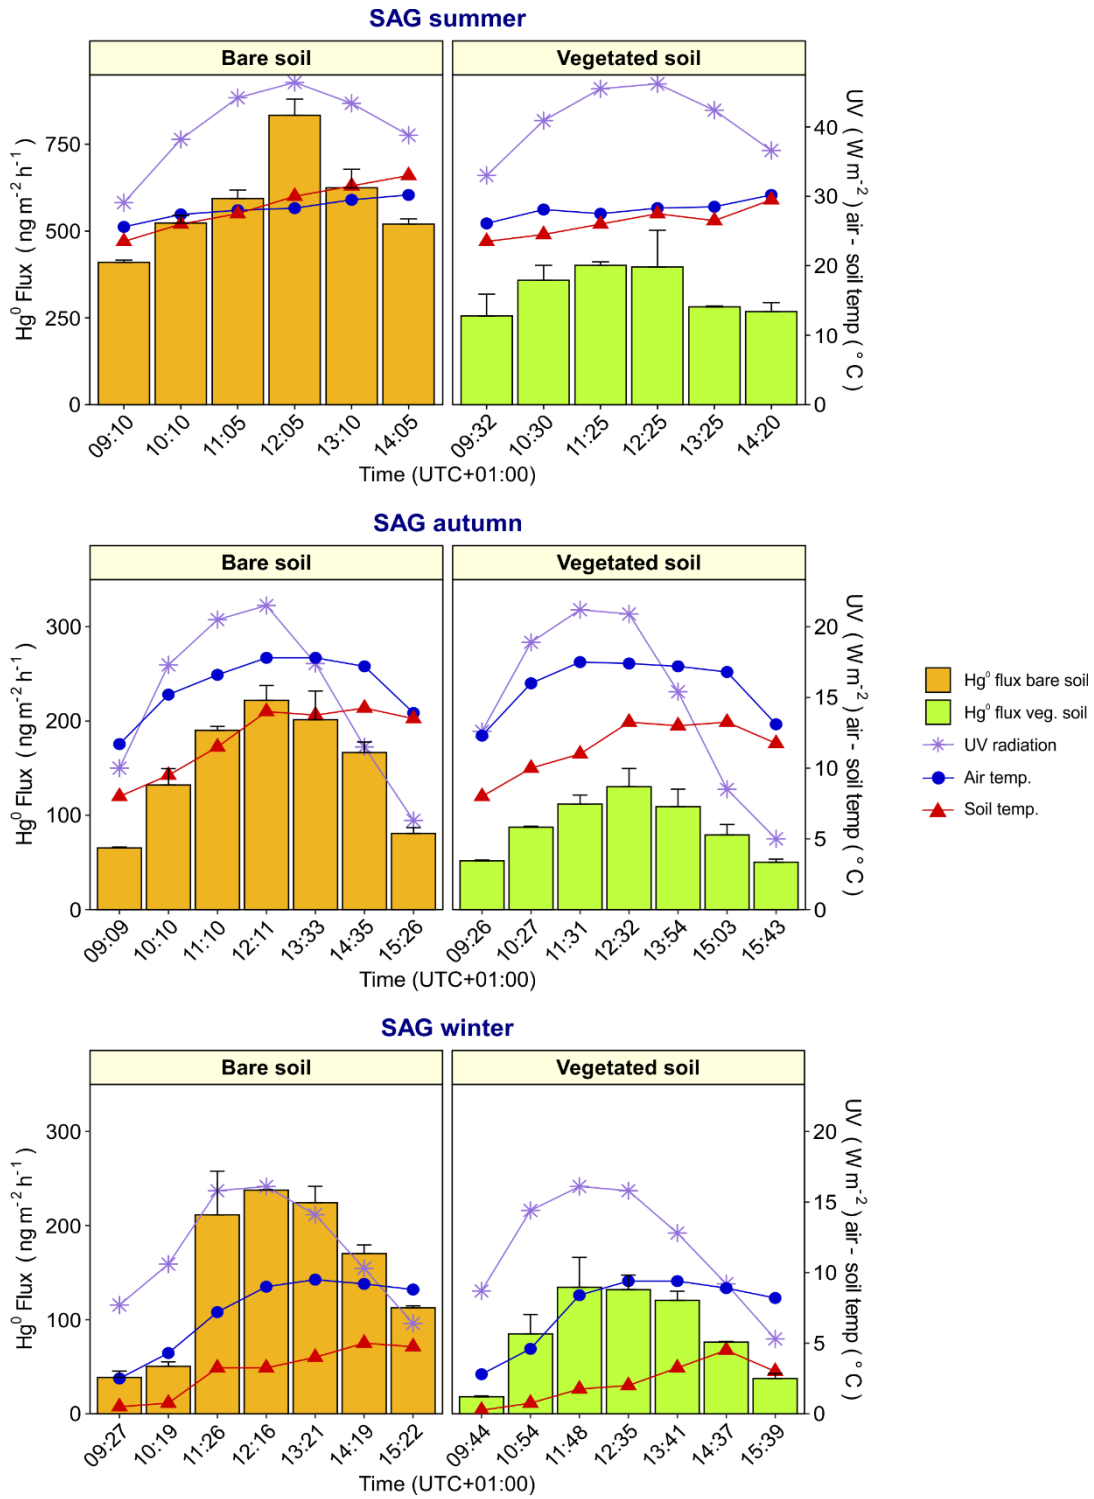 SAG summer
Bare soil
Vegetated soil
Hg⁰ Flux ( ng m⁻² h⁻¹ )
750
500
250
0
40
30
20
10
0
UV ( W m⁻² ) air - soil temp ( °C )
09:10 10:10 11:05 12:05 13:10 14:05
09:32 10:30 11:25 12:25 13:25 14:20
Time (UTC+01:00)
SAG autumn
Bare soil
Vegetated soil
Hg⁰ Flux ( ng m⁻² h⁻¹ )
300
200
100
0
20
15
10
5
0
UV ( W m⁻² ) air - soil temp ( °C )
09:09 10:10 11:10 12:11 13:33 14:35 15:26
09:26 10:27 11:31 12:32 13:54 15:03 15:43
Time (UTC+01:00)
Hg⁰ flux bare soil
Hg⁰ flux veg. soil
UV radiation
Air temp.
Soil temp.
SAG winter
Bare soil
Vegetated soil
Hg⁰ Flux ( ng m⁻² h⁻¹ )
300
200
100
0
20
15
10
5
0
UV ( W m⁻² ) air - soil temp ( °C )
09:27 10:19 11:26 12:16 13:21 14:19 15:22
09:44 10:54 11:48 12:35 13:41 14:37 15:39
Time (UTC+01:00)